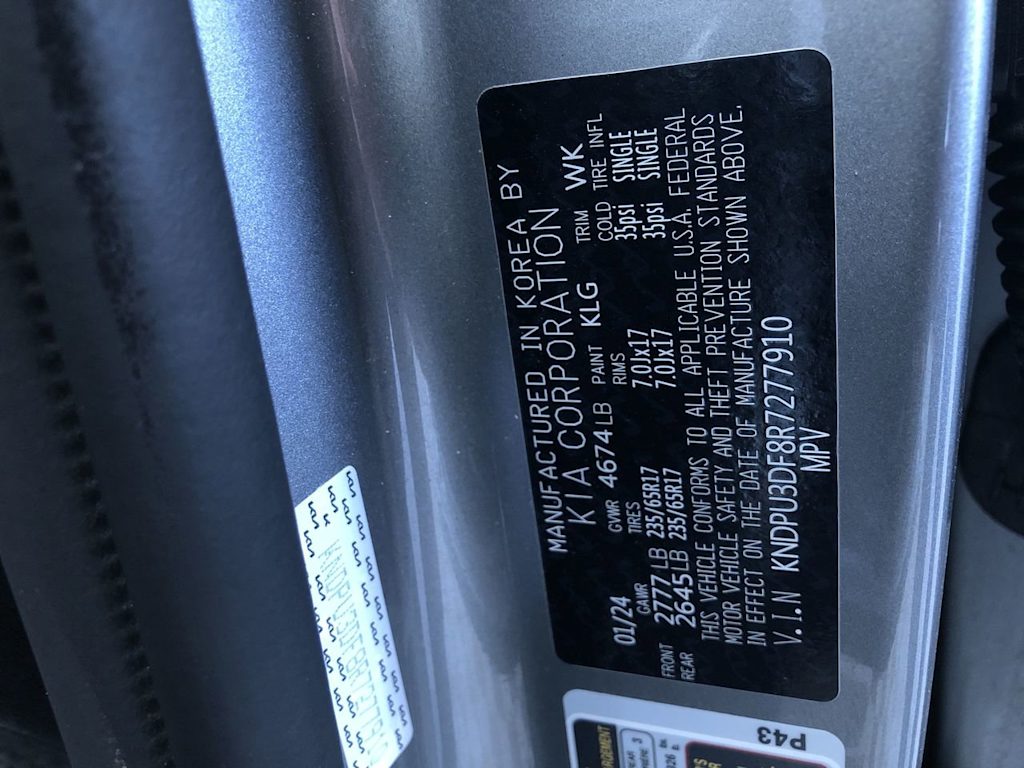 MANUFACTURED IN KOREA BY
KIA CORPORATION
01/24 GVWR 4674LB PAINT KLG TRIM WK
GAWR TIRES RIMS COLD TIRE INFL
FRONT 2777 LB 235/65R17 7.0Jx17 35psi SINGLE
REAR 2645LB 235/65R17 7.0Jx17 35psi SINGLE
THIS VEHICLE CONFORMS TO ALL APPLICABLE U.S.A. FEDERAL
MOTOR VEHICLE SAFETY AND THEFT PREVENTION STANDARDS
IN EFFECT ON THE DATE OF MANUFACTURE SHOWN ABOVE.
V.I.N KNDPU3DF8R7277910
MPV
P43